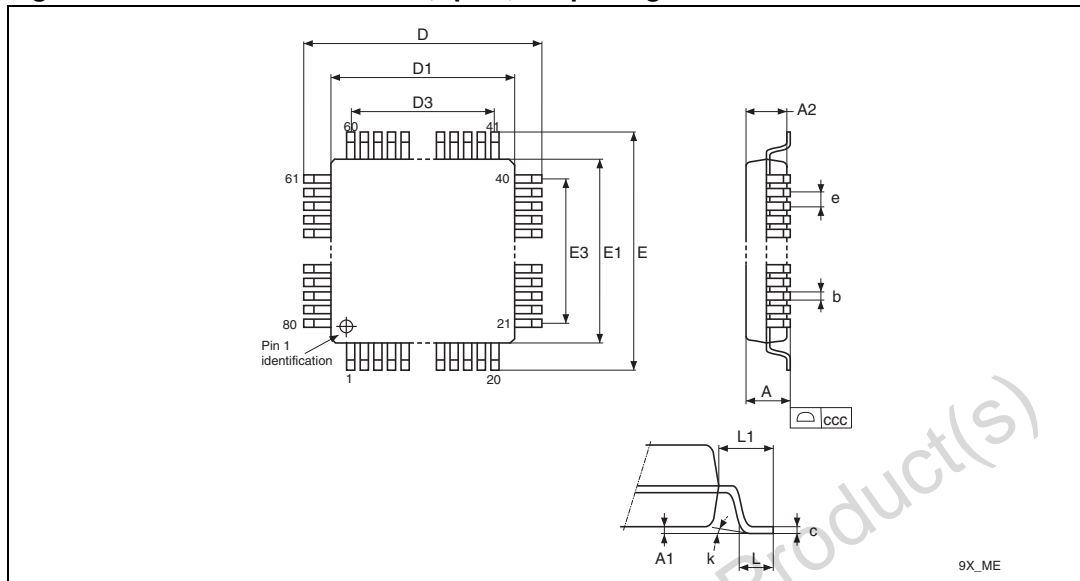 D
D1
D3
A2
60
41
61
40
e
E3
E1
E
b
80
21
Pin 1
identification
1
20
A
ccc
L1
c
A1
k
L
Product(s)
9X_ME